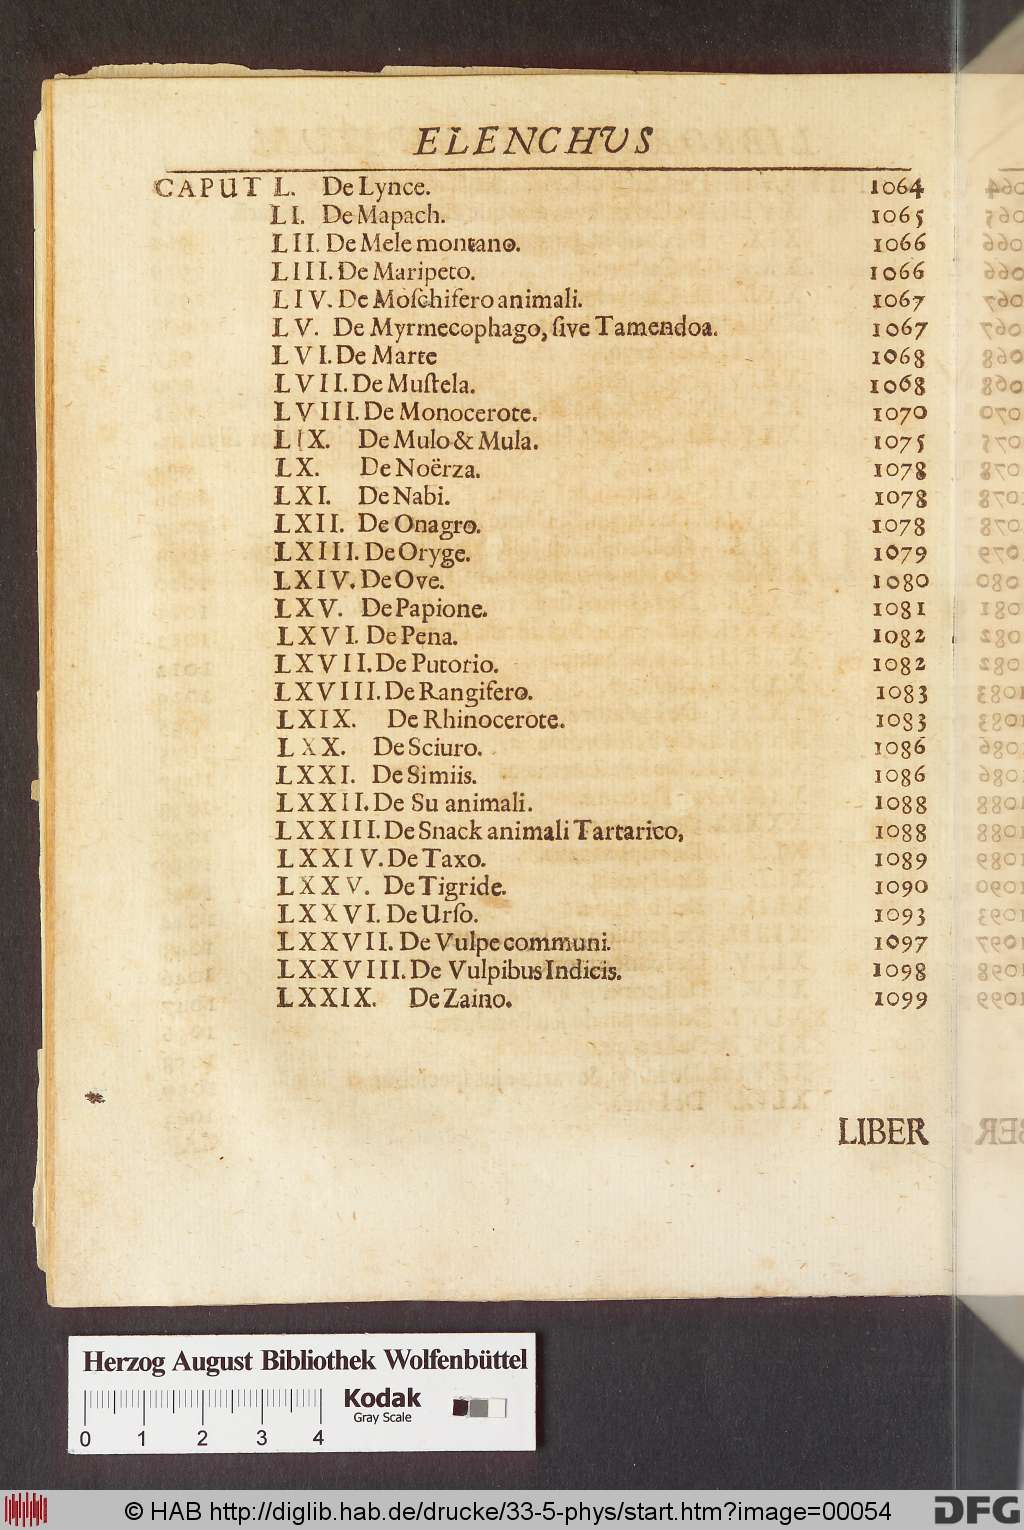 ELENCHVS
CAPUT L. De Lynce. 1064
LI. De Mapach. 1065
LII. De Mele montano. 1066
LIII. De Maripeto. 1066
LIV. De Moſchifero animali. 1067
LV. De Myrmecophago, ſive Tamendoa. 1067
LVI. De Marte 1068
LVII. De Muſtela. 1068
LVIII. De Monocerote. 1070
LIX. De Mulo & Mula. 1075
LX. De Noërza. 1078
LXI. De Nabi. 1078
LXII. De Onagro. 1078
LXIII. De Oryge. 1079
LXIV. De Ove. 1080
LXV. De Papione. 1081
LXVI. De Pena. 1082
LXVII. De Putorio. 1082
LXVIII. De Rangifero. 1083
LXIX. De Rhinocerote. 1083
LXX. De Sciuro. 1086
LXXI. De Simiis. 1086
LXXII. De Su animali. 1088
LXXIII. De Snack animali Tartarico, 1088
LXXIV. De Taxo. 1089
LXXV. De Tigride. 1090
LXXVI. De Urſo. 1093
LXXVII. De Vulpe communi. 1097
LXXVIII. De Vulpibus Indicis. 1098
LXXIX. De Zaino. 1099
LIBER
Herzog August Bibliothek Wolfenbüttel
Kodak
Gray Scale
0 1 2 3 4
© HAB http://diglib.hab.de/drucke/33-5-phys/start.htm?image=00054
DFG